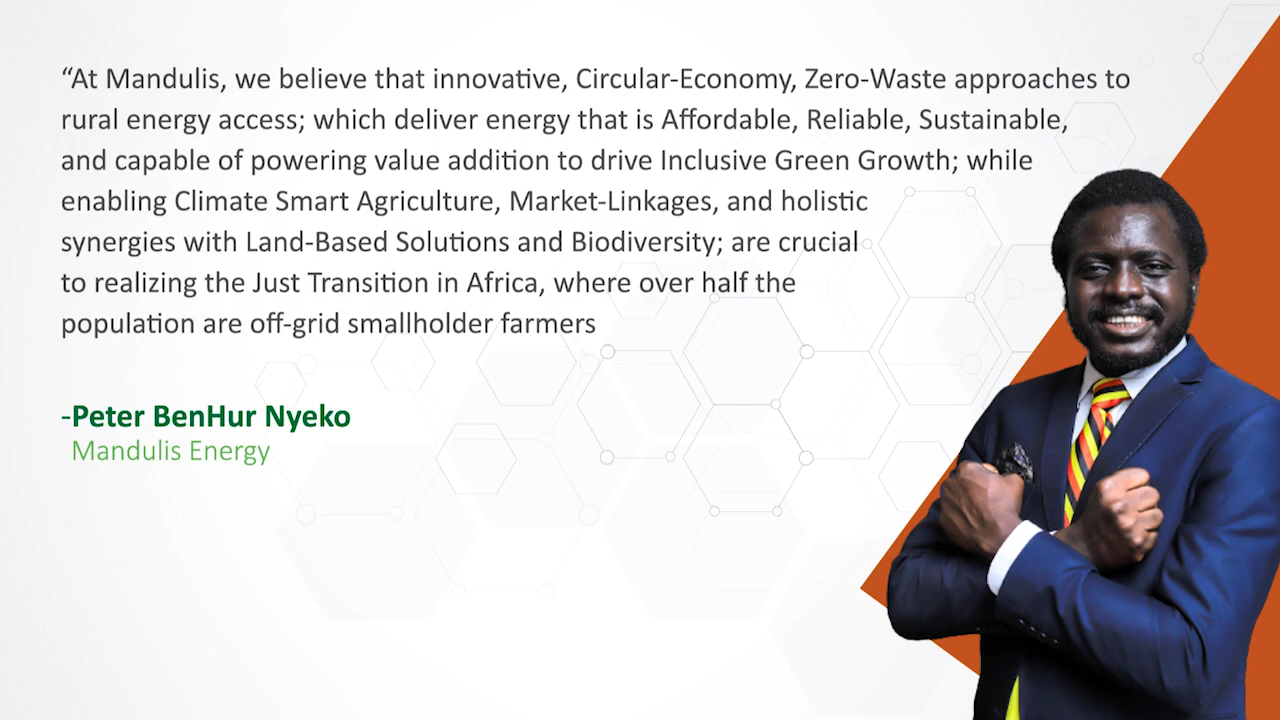 “At Mandulis, we believe that innovative, Circular-Economy, Zero-Waste approaches to
rural energy access; which deliver energy that is Affordable, Reliable, Sustainable,
and capable of powering value addition to drive Inclusive Green Growth; while
enabling Climate Smart Agriculture, Market-Linkages, and holistic
synergies with Land-Based Solutions and Biodiversity; are crucial
to realizing the Just Transition in Africa, where over half the
population are off-grid smallholder farmers
-Peter BenHur Nyeko
Mandulis Energy